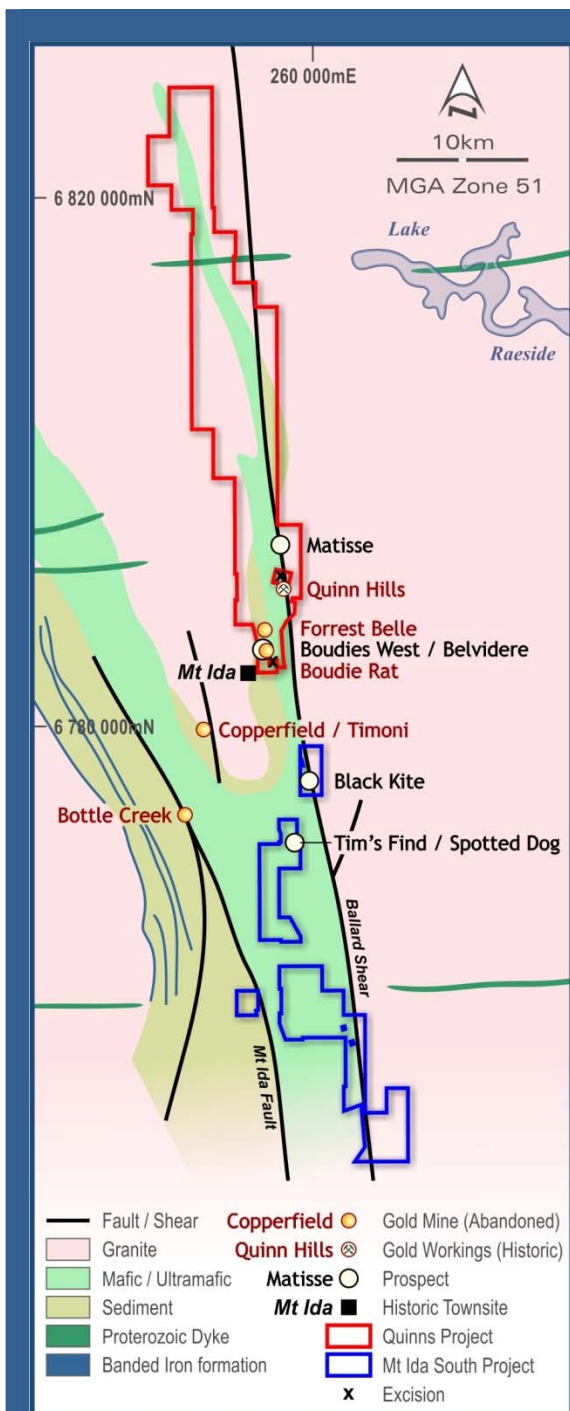 260 000mE
N
10km
MGA Zone 51
6 820 000mN
Lake
Raeside
Matisse
Quinn Hills
Forrest Belle
Boudies West / Belvidere
Mt Ida
Boudie Rat
6 780 000mN
Copperfield / Timoni
Black Kite
Bottle Creek
Tim's Find / Spotted Dog
Ballard Shear
Mt Ida Fault
Fault / Shear
Granite
Mafic / Ultramafic
Sediment
Proterozoic Dyke
Banded Iron formation
Copperfield
Gold Mine (Abandoned)
Quinn Hills
Gold Workings (Historic)
Matisse
Prospect
Mt Ida
Historic Townsite
Quinns Project
Mt Ida South Project
x
Excision